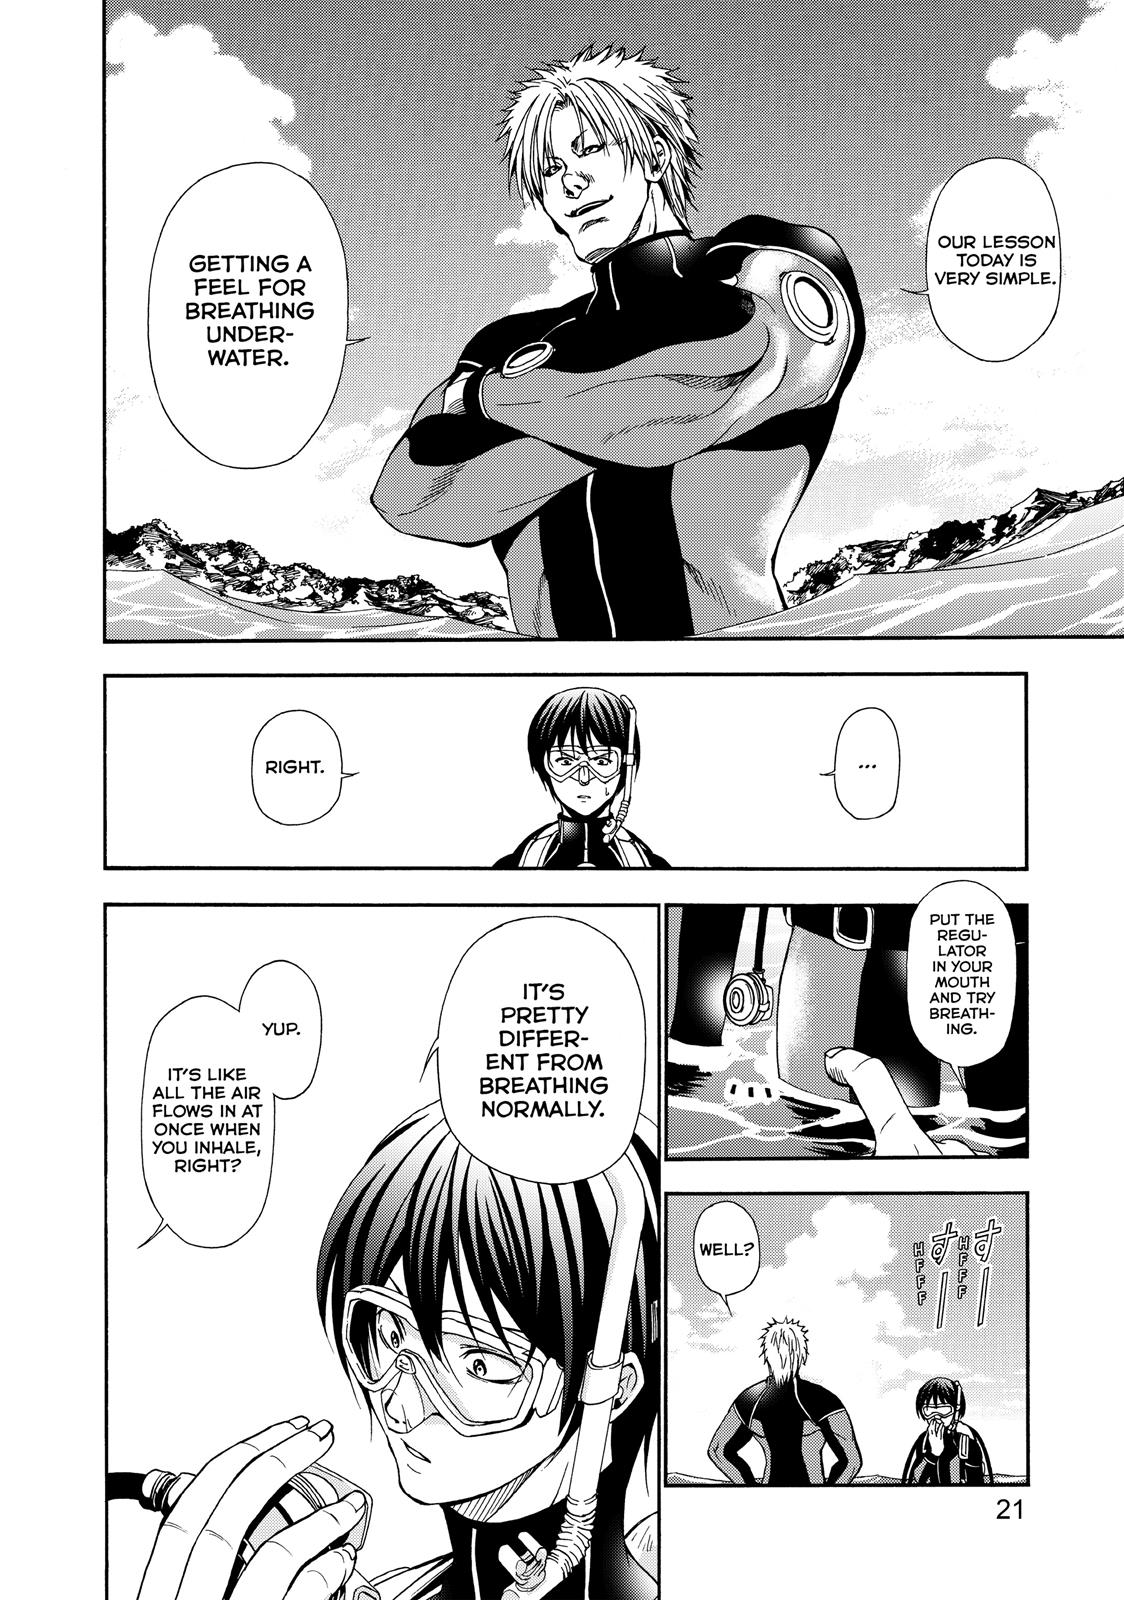 OUR LESSON
TODAY IS
VERY SIMPLE.
GETTING A
FEEL FOR
BREATHING
UNDER-
WATER.
...
RIGHT.
PUT THE
REGU-
LATOR
IN YOUR
MOUTH
AND TRY
BREATH-
ING.
すー
HFFF
すー
HFFF
WELL?
IT'S
PRETTY
DIFFER-
ENT FROM
BREATHING
NORMALLY.
YUP.
IT'S LIKE
ALL THE AIR
FLOWS IN AT
ONCE WHEN
YOU INHALE,
RIGHT?
21